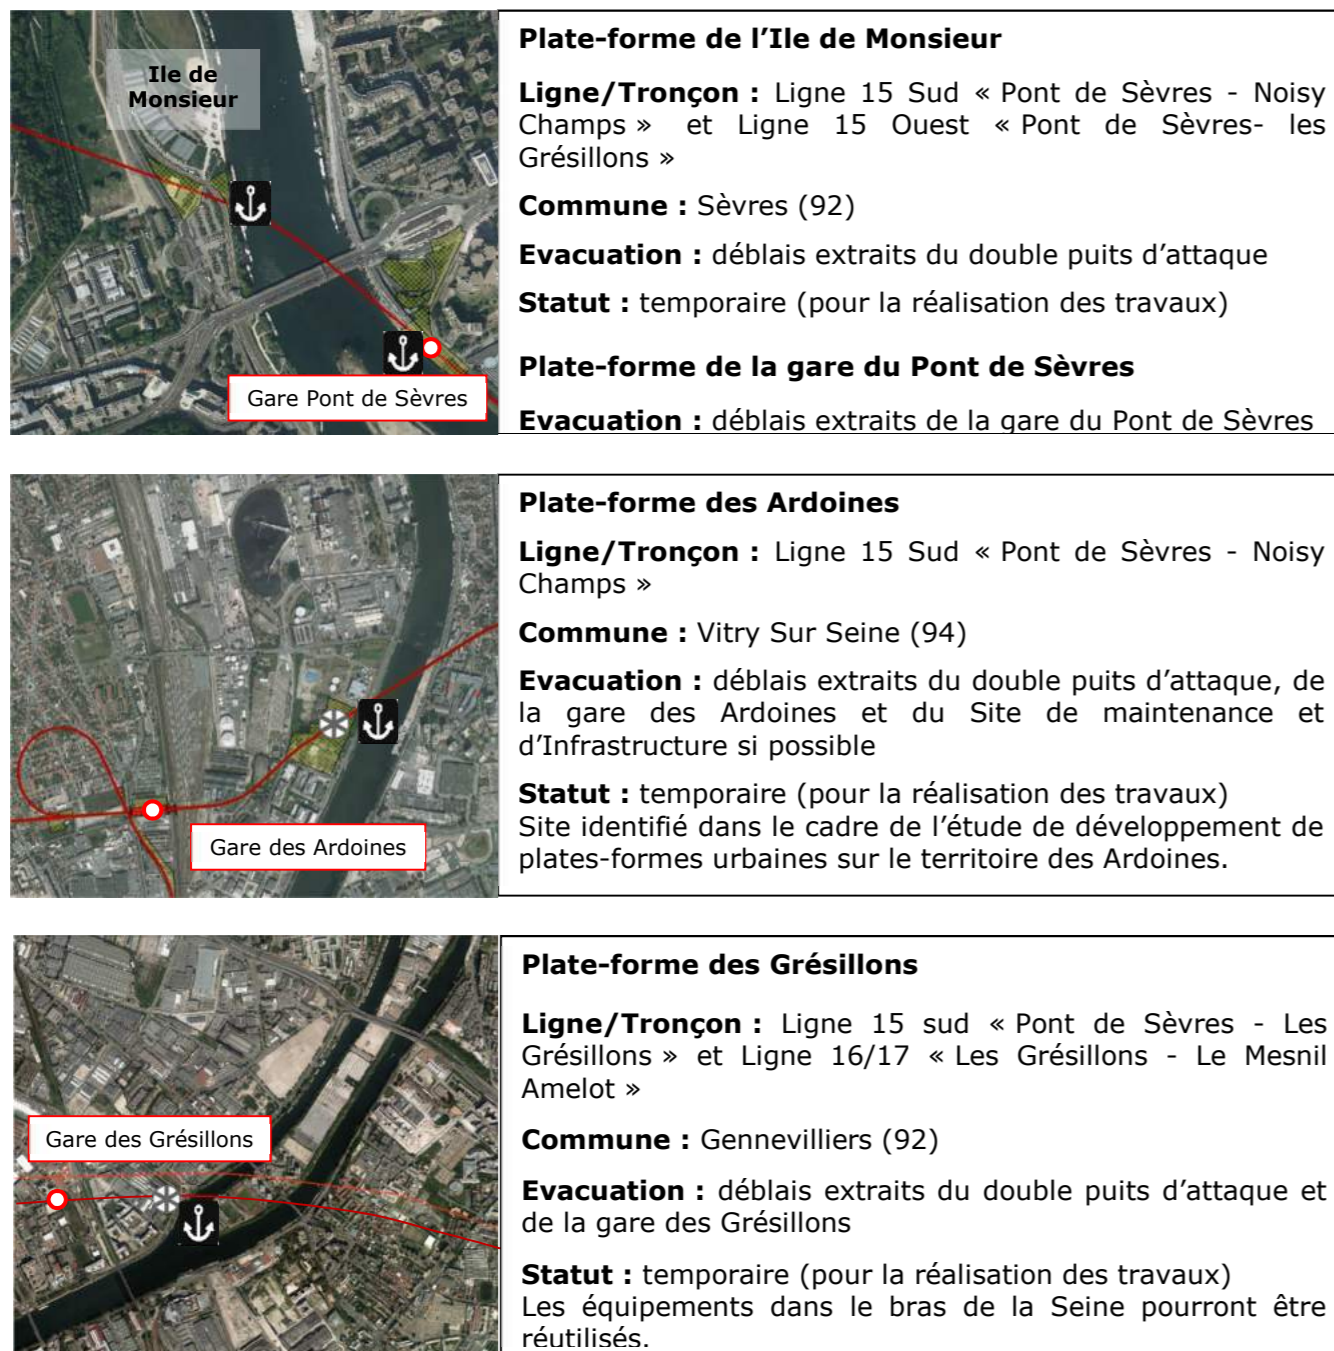 Ile de
Monsieur
Gare Pont de Sèvres
Plate-forme de l’Ile de Monsieur
Ligne/Tronçon : Ligne 15 Sud « Pont de Sèvres - Noisy
Champs » et Ligne 15 Ouest « Pont de Sèvres- les
Grésillons »
Commune : Sèvres (92)
Evacuation : déblais extraits du double puits d’attaque
Statut : temporaire (pour la réalisation des travaux)
Plate-forme de la gare du Pont de Sèvres
Evacuation : déblais extraits de la gare du Pont de Sèvres
Gare des Ardoines
Plate-forme des Ardoines
Ligne/Tronçon : Ligne 15 Sud « Pont de Sèvres - Noisy
Champs »
Commune : Vitry Sur Seine (94)
Evacuation : déblais extraits du double puits d’attaque, de
la gare des Ardoines et du Site de maintenance et
d’Infrastructure si possible
Statut : temporaire (pour la réalisation des travaux)
Site identifié dans le cadre de l’étude de développement de
plates-formes urbaines sur le territoire des Ardoines.
Gare des Grésillons
Plate-forme des Grésillons
Ligne/Tronçon : Ligne 15 sud « Pont de Sèvres - Les
Grésillons » et Ligne 16/17 « Les Grésillons - Le Mesnil
Amelot »
Commune : Gennevilliers (92)
Evacuation : déblais extraits du double puits d’attaque et
de la gare des Grésillons
Statut : temporaire (pour la réalisation des travaux)
Les équipements dans le bras de la Seine pourront être
réutilisés.